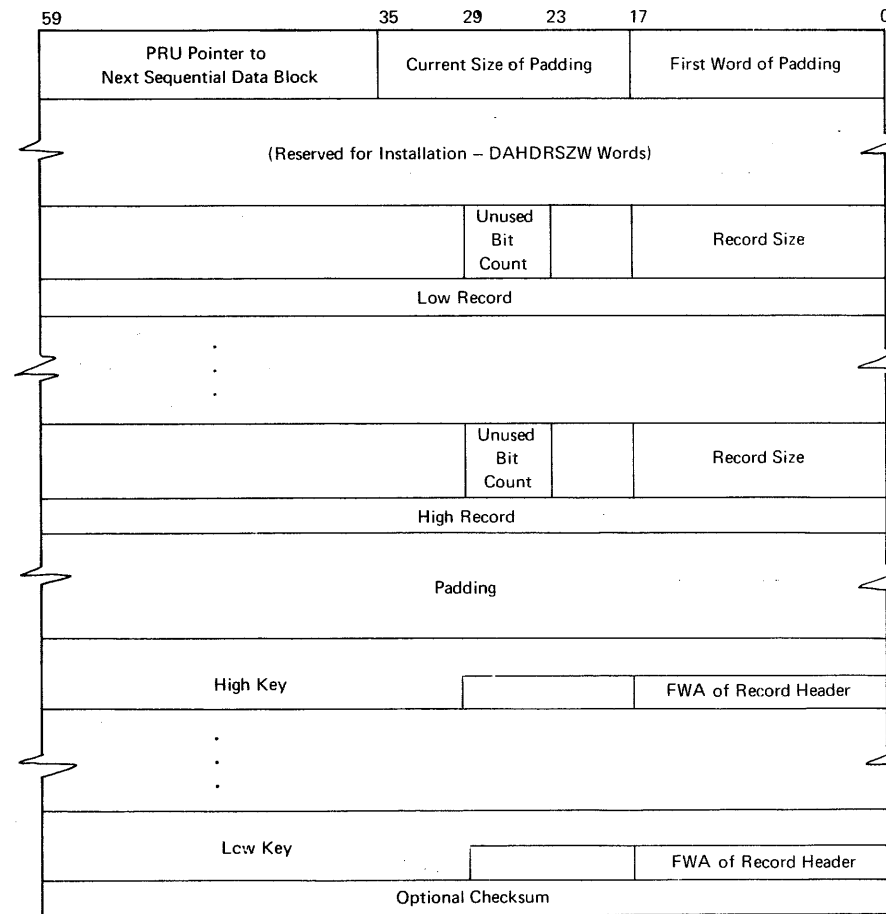 59 35 29 23 17 0
PRU Pointer to
Next Sequential Data Block
Current Size of Padding
First Word of Padding
(Reserved for Installation – DAHDRSZW Words)
Unused
Bit
Count
Record Size
Low Record
Unused
Bit
Count
Record Size
High Record
Padding
High Key
FWA of Record Header
Low Key
FWA of Record Header
Optional Checksum